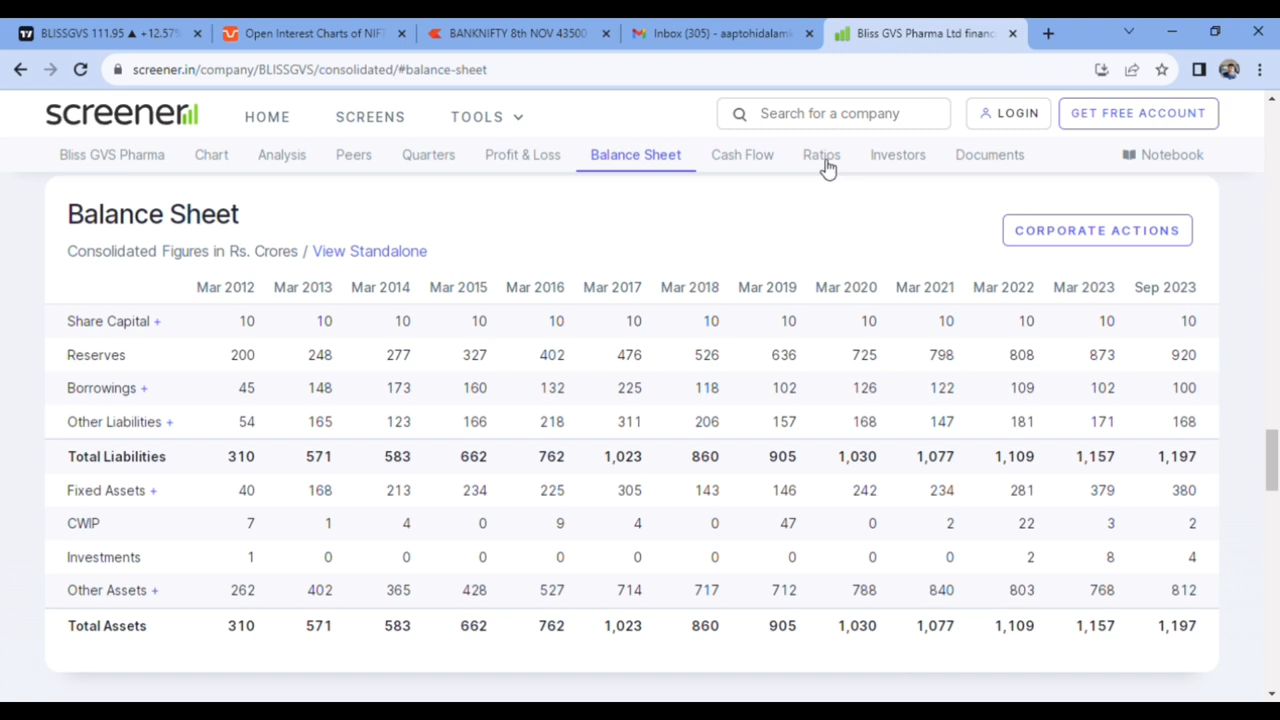 BLISSGVS 111.95 ▲ +12.57%
Open Interest Charts of NIFT
BANKNIFTY 8th NOV 43500
Inbox (305) - aaptohidalami
Bliss GVS Pharma Ltd financ
screener.in/company/BLISSGVS/consolidated/#balance-sheet
screener HOME SCREENS TOOLS Search for a company LOGIN GET FREE ACCOUNT
Bliss GVS Pharma Chart Analysis Peers Quarters Profit & Loss Balance Sheet Cash Flow Ratios Investors Documents Notebook
Balance Sheet
CORPORATE ACTIONS
Consolidated Figures in Rs. Crores / View Standalone
Mar 2012 Mar 2013 Mar 2014 Mar 2015 Mar 2016 Mar 2017 Mar 2018 Mar 2019 Mar 2020 Mar 2021 Mar 2022 Mar 2023 Sep 2023
Share Capital + 10 10 10 10 10 10 10 10 10 10 10 10 10
Reserves 200 248 277 327 402 476 526 636 725 798 808 873 920
Borrowings + 45 148 173 160 132 225 118 102 126 122 109 102 100
Other Liabilities + 54 165 123 166 218 311 206 157 168 147 181 171 168
Total Liabilities 310 571 583 662 762 1,023 860 905 1,030 1,077 1,109 1,157 1,197
Fixed Assets + 40 168 213 234 225 305 143 146 242 234 281 379 380
CWIP 7 1 4 0 9 4 0 47 0 2 22 3 2
Investments 1 0 0 0 0 0 0 0 0 0 2 8 4
Other Assets + 262 402 365 428 527 714 717 712 788 840 803 768 812
Total Assets 310 571 583 662 762 1,023 860 905 1,030 1,077 1,109 1,157 1,197